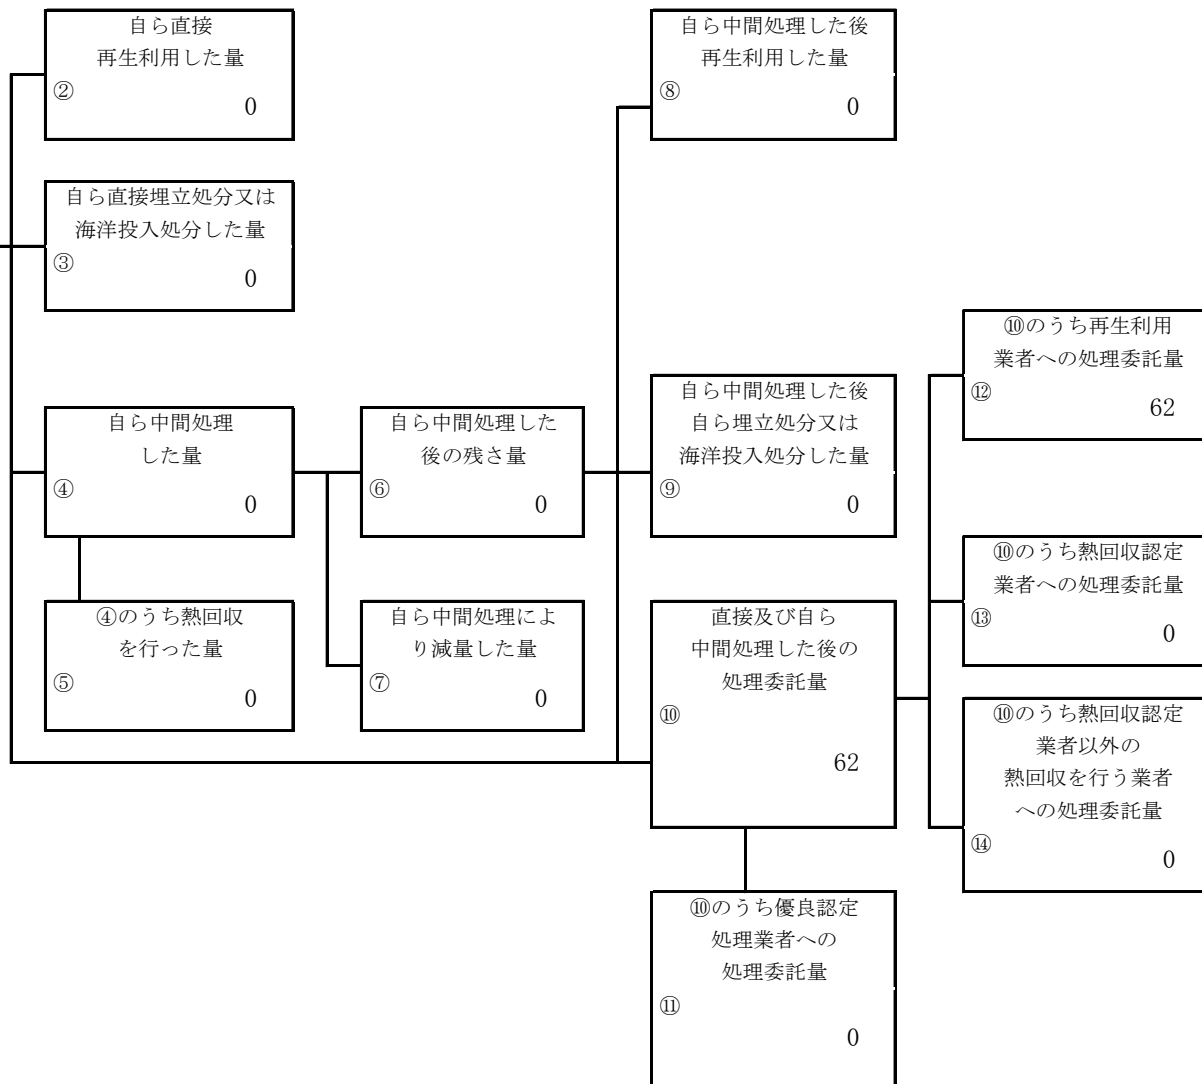 自ら直接
再生利用した量
②
0
自ら中間処理した後
再生利用した量
⑧
0
自ら直接埋立処分又は
海洋投入処分した量
③
0
⑩のうち再生利用
業者への処理委託量
⑫
62
自ら中間処理
した量
④
0
自ら中間処理した
後の残さ量
⑥
0
自ら中間処理した後
自ら埋立処分又は
海洋投入処分した量
⑨
0
⑩のうち熱回収認定
業者への処理委託量
⑬
0
④のうち熱回収
を行った量
⑤
0
自ら中間処理によ
り減量した量
⑦
0
直接及び自ら
中間処理した後の
処理委託量
⑩
62
⑩のうち熱回収認定
業者以外の
熱回収を行う業者
への処理委託量
⑭
0
⑩のうち優良認定
処理業者への
処理委託量
⑪
0